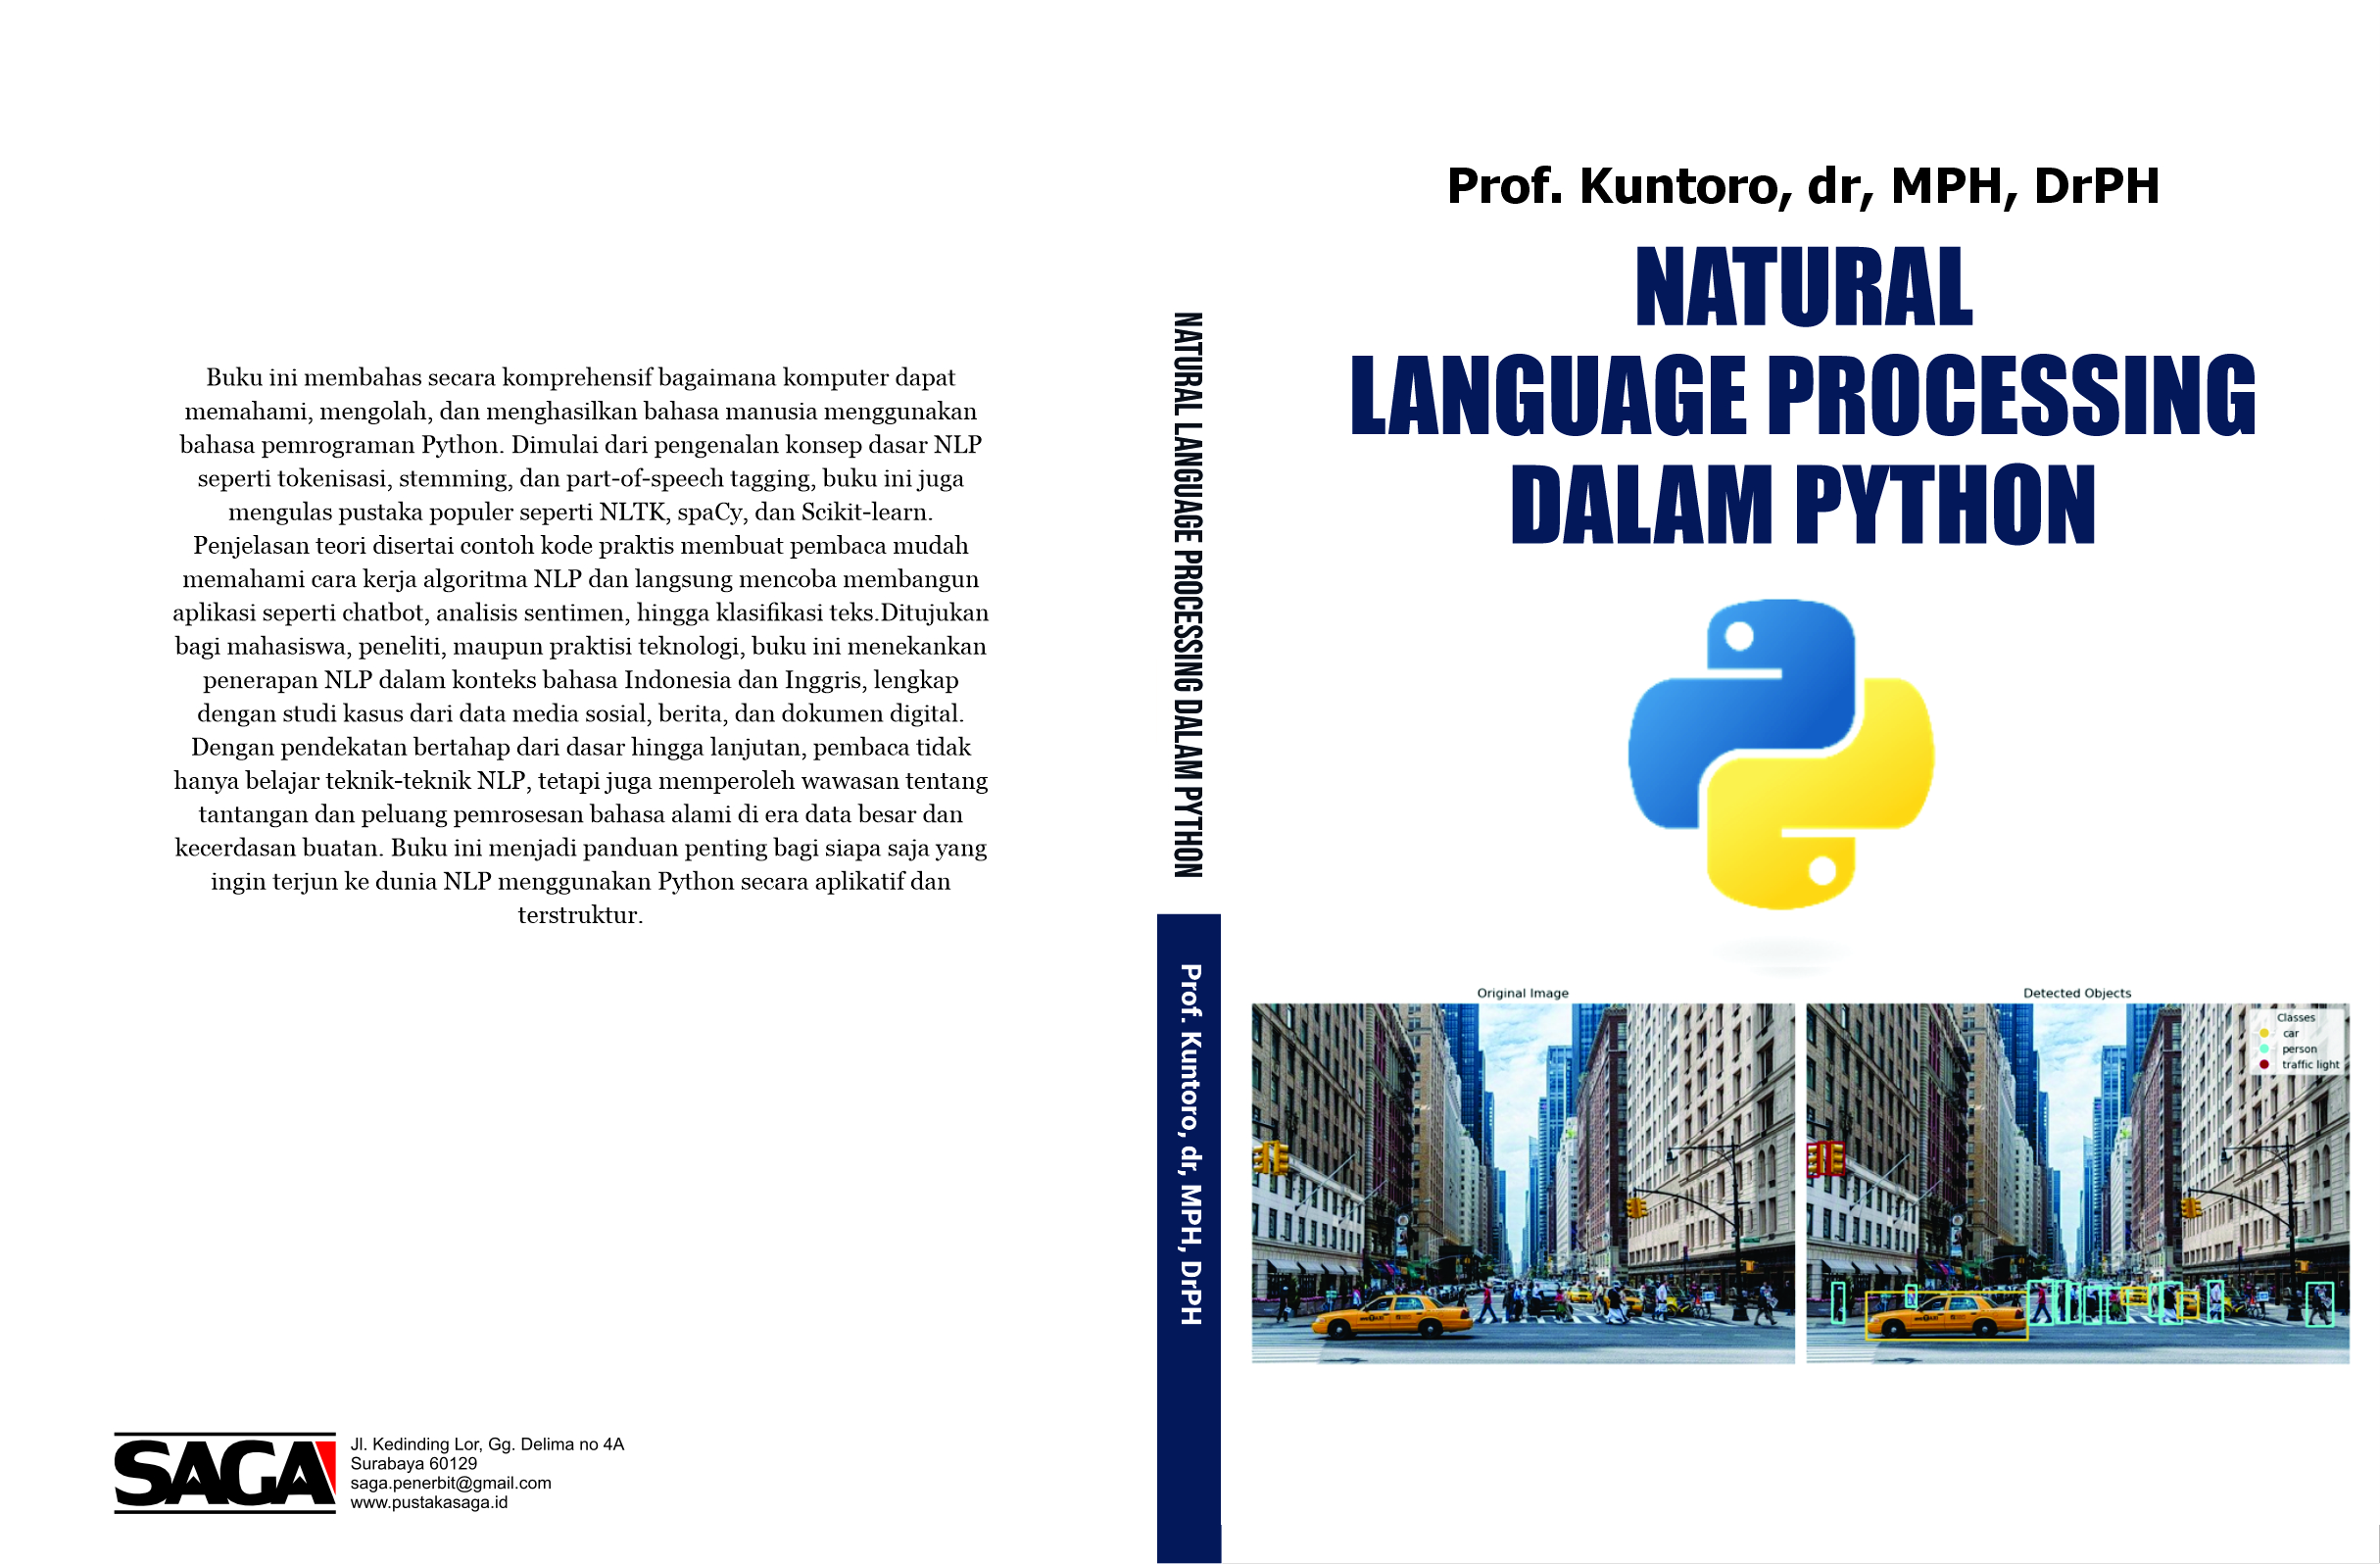 Buku ini membahas secara komprehensif bagaimana komputer dapat
memahami, mengolah, dan menghasilkan bahasa manusia menggunakan
bahasa pemrograman Python. Dimulai dari pengenalan konsep dasar NLP
seperti tokenisasi, stemming, dan part-of-speech tagging, buku ini juga
mengulas pustaka populer seperti NLTK, spaCy, dan Scikit-learn.
Penjelasan teori disertai contoh kode praktis membuat pembaca mudah
memahami cara kerja algoritma NLP dan langsung mencoba membangun
aplikasi seperti chatbot, analisis sentimen, hingga klasifikasi teks.Ditujukan
bagi mahasiswa, peneliti, maupun praktisi teknologi, buku ini menekankan
penerapan NLP dalam konteks bahasa Indonesia dan Inggris, lengkap
dengan studi kasus dari data media sosial, berita, dan dokumen digital.
Dengan pendekatan bertahap dari dasar hingga lanjutan, pembaca tidak
hanya belajar teknik-teknik NLP, tetapi juga memperoleh wawasan tentang
tantangan dan peluang pemrosesan bahasa alami di era data besar dan
kecerdasan buatan. Buku ini menjadi panduan penting bagi siapa saja yang
ingin terjun ke dunia NLP menggunakan Python secara aplikatif dan
terstruktur.
SAGA
Jl. Kedinding Lor, Gg. Delima no 4A
Surabaya 60129
saga.penerbit@gmail.com
www.pustakasaga.id
NATURAL LANGUAGE PROCESSING DALAM PYTHON
Prof. Kuntoro, dr, MPH, DrPH
Prof. Kuntoro, dr, MPH, DrPH
NATURAL
LANGUAGE PROCESSING
DALAM PYTHON
Original Image
Detected Objects
Classes
car
person
traffic light